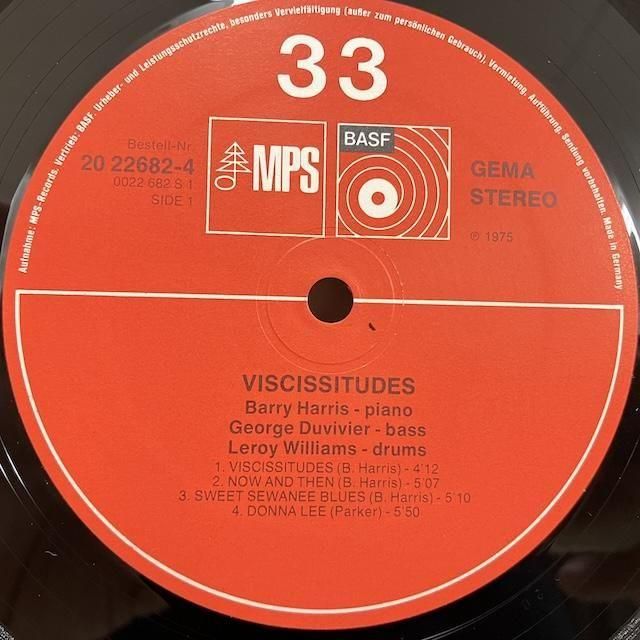 Aufnahme: MPS-Records, Vertrieb: BASF. Urheber- und Leistungsschutzrechte, besonders Vervielfältigung (außer zum persönlichen Gebrauch), Vermietung, Aufführung, Sendung vorbehalten. Made in Germany
33
Bestell-Nr.
20 22682-4
0022 682 S 1
SIDE 1
MPS
BASF
GEMA
STEREO
℗ 1975
VISCISSITUDES
Barry Harris - piano
George Duvivier - bass
Leroy Williams - drums
1. VISCISSITUDES (B. Harris) - 4'12
2. NOW AND THEN (B. Harris) - 5'07
3. SWEET SEWANEE BLUES (B. Harris) - 5'10
4. DONNA LEE (Parker) - 5'50